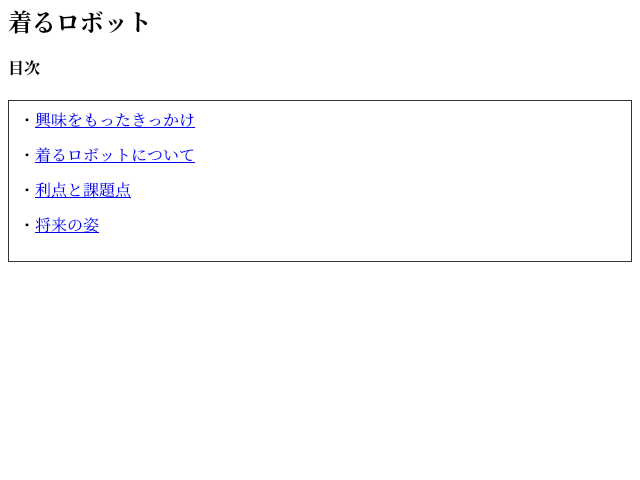 着るロボット
目次
・興味をもったきっかけ
・着るロボットについて
・利点と課題点
・将来の姿